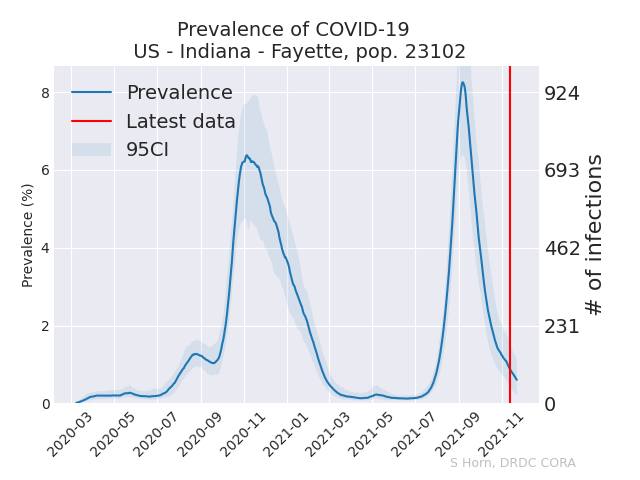 Prevalence of COVID-19
US - Indiana - Fayette, pop. 23102
Prevalence
Latest data
95CI
Prevalence (%)
8
6
4
2
0
924
693
462
231
0
# of infections
2020-03
2020-05
2020-07
2020-09
2020-11
2021-01
2021-03
2021-05
2021-07
2021-09
2021-11
S Horn, DRDC CORA